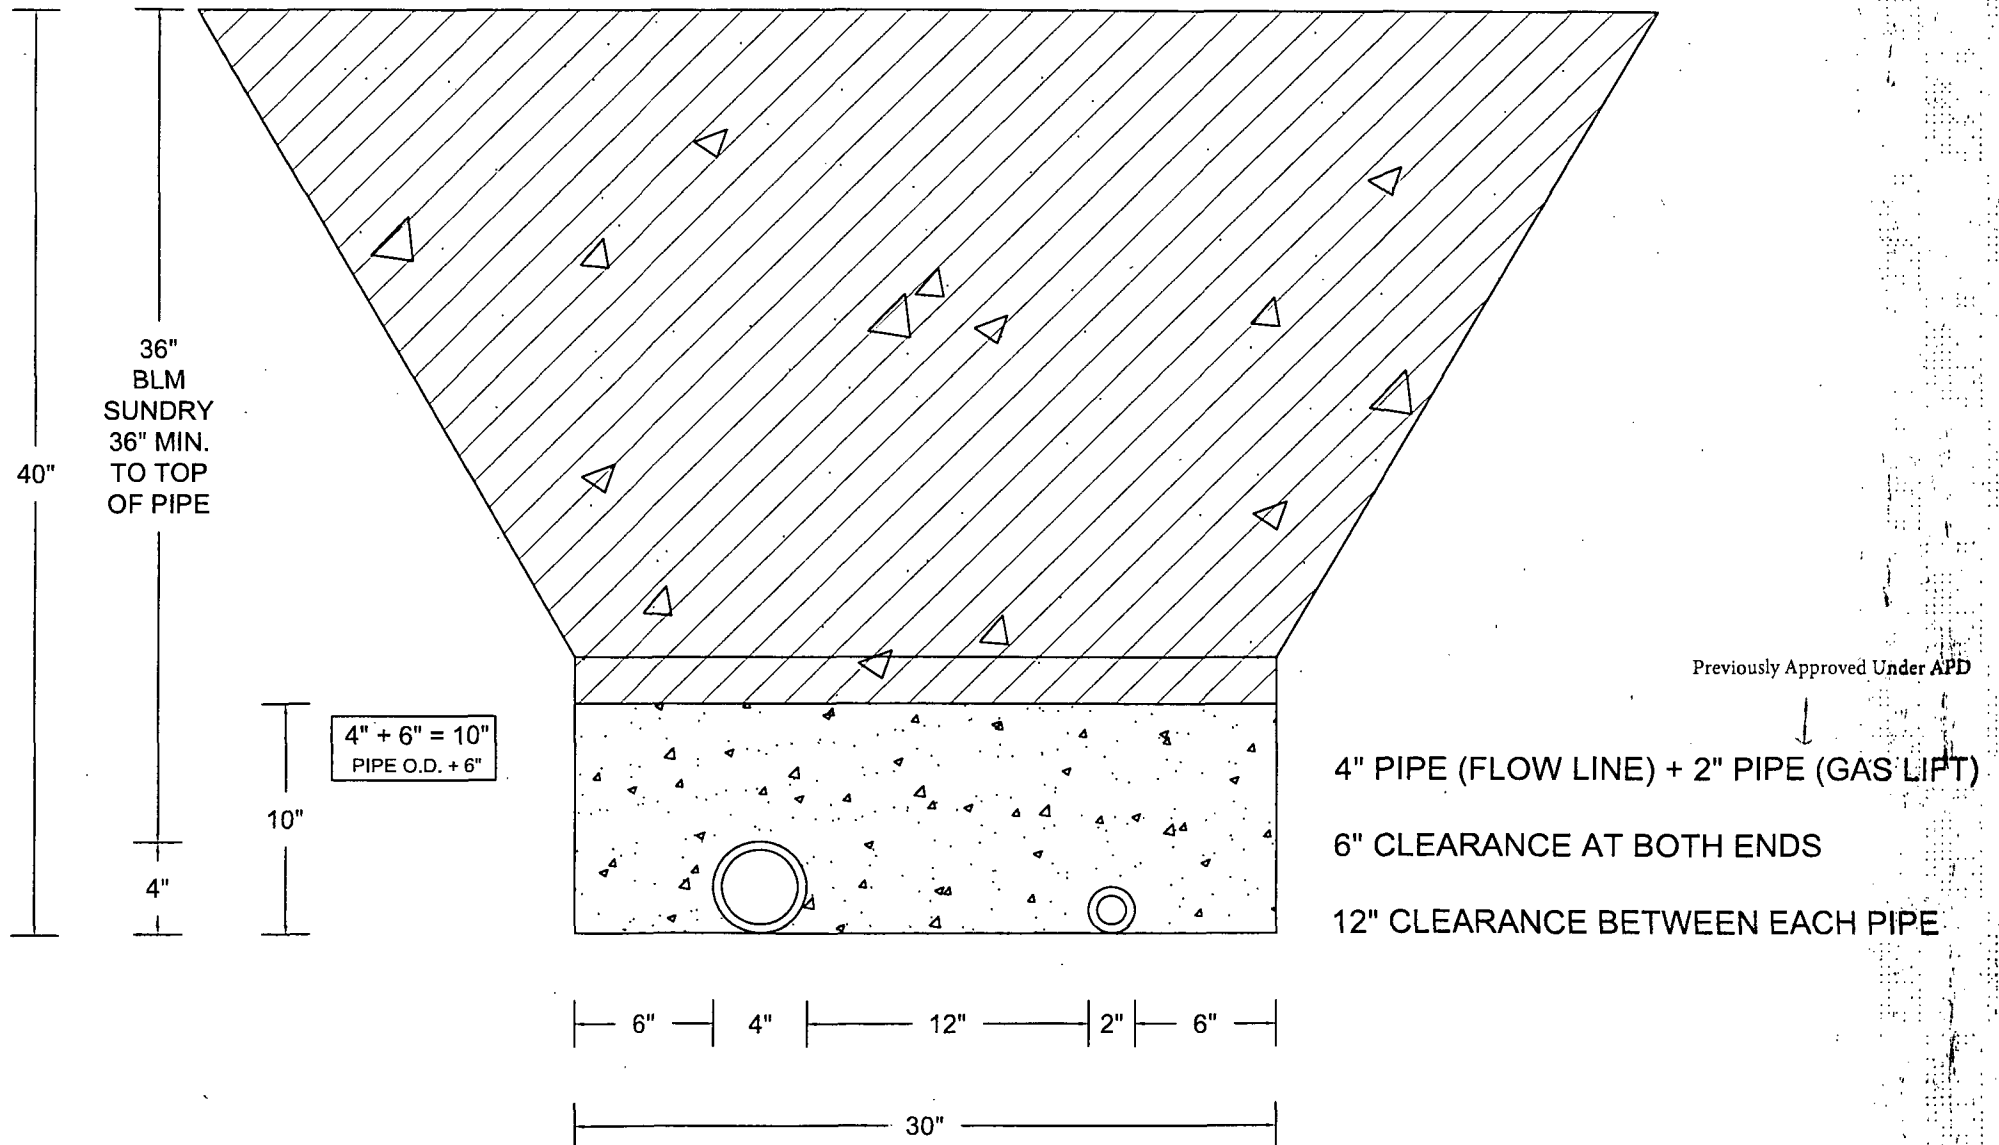 40"
36"
BLM
SUNDRY
36" MIN.
TO TOP
OF PIPE
4"
10"
4" + 6" = 10"
PIPE O.D. + 6"
Previously Approved Under APD
4" PIPE (FLOW LINE) + 2" PIPE (GAS LIFT)
6" CLEARANCE AT BOTH ENDS
12" CLEARANCE BETWEEN EACH PIPE
6" 4" 12" 2" 6"
30"